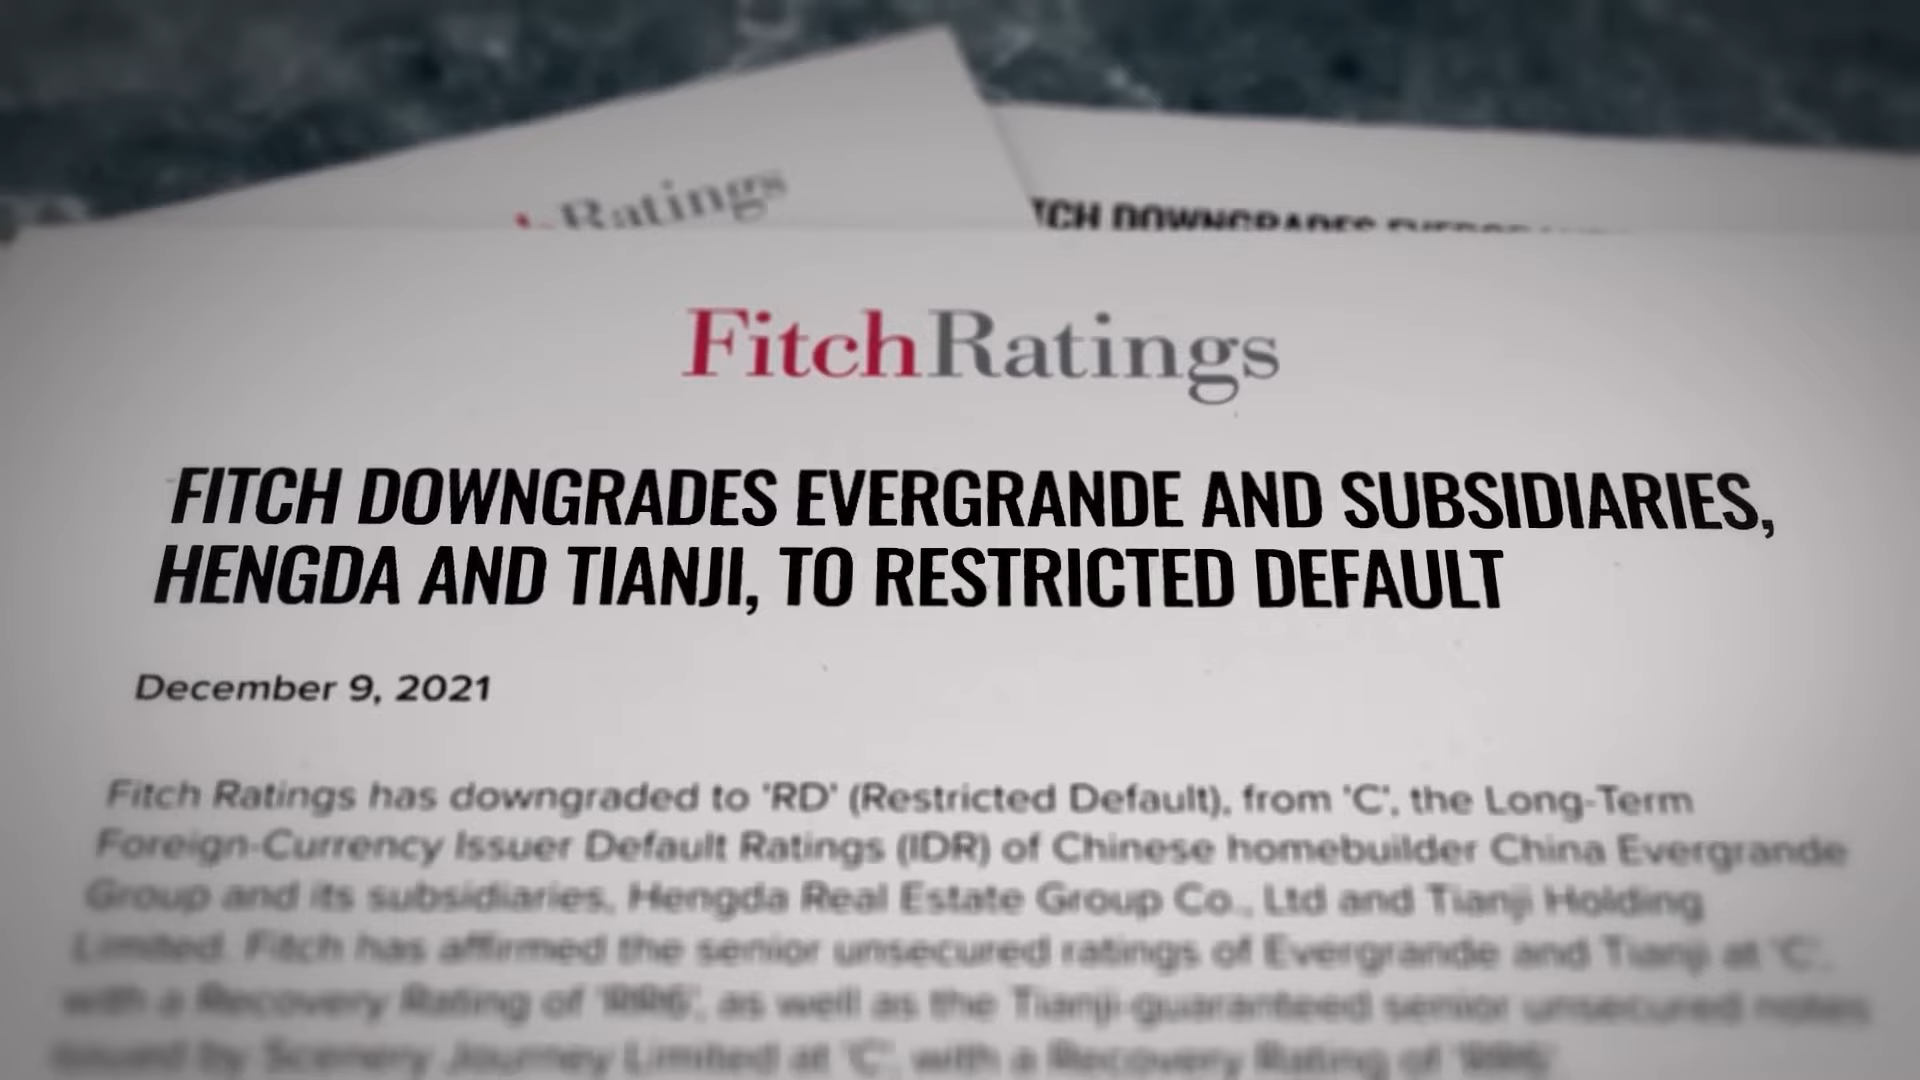 Ratings
TCH DOWNGRADES
FitchRatings
FITCH DOWNGRADES EVERGRANDE AND SUBSIDIARIES,
HENGDA AND TIANJI, TO RESTRICTED DEFAULT
December 9, 2021
Fitch Ratings has downgraded to 'RD' (Restricted Default), from 'C', the Long-Term
Foreign-Currency Issuer Default Ratings (IDR) of Chinese homebuilder China Evergrande
Group and its subsidiaries, Hengda Real Estate Group Co., Ltd and Tianji Holding
Limited. Fitch has affirmed the senior unsecured ratings of Evergrande and Tianji at 'C',
with a Recovery Rating of 'RR6', as well as the Tianji-guaranteed senior unsecured notes
issued by Scenery Journey Limited at 'C', with a Recovery Rating of 'RR6'